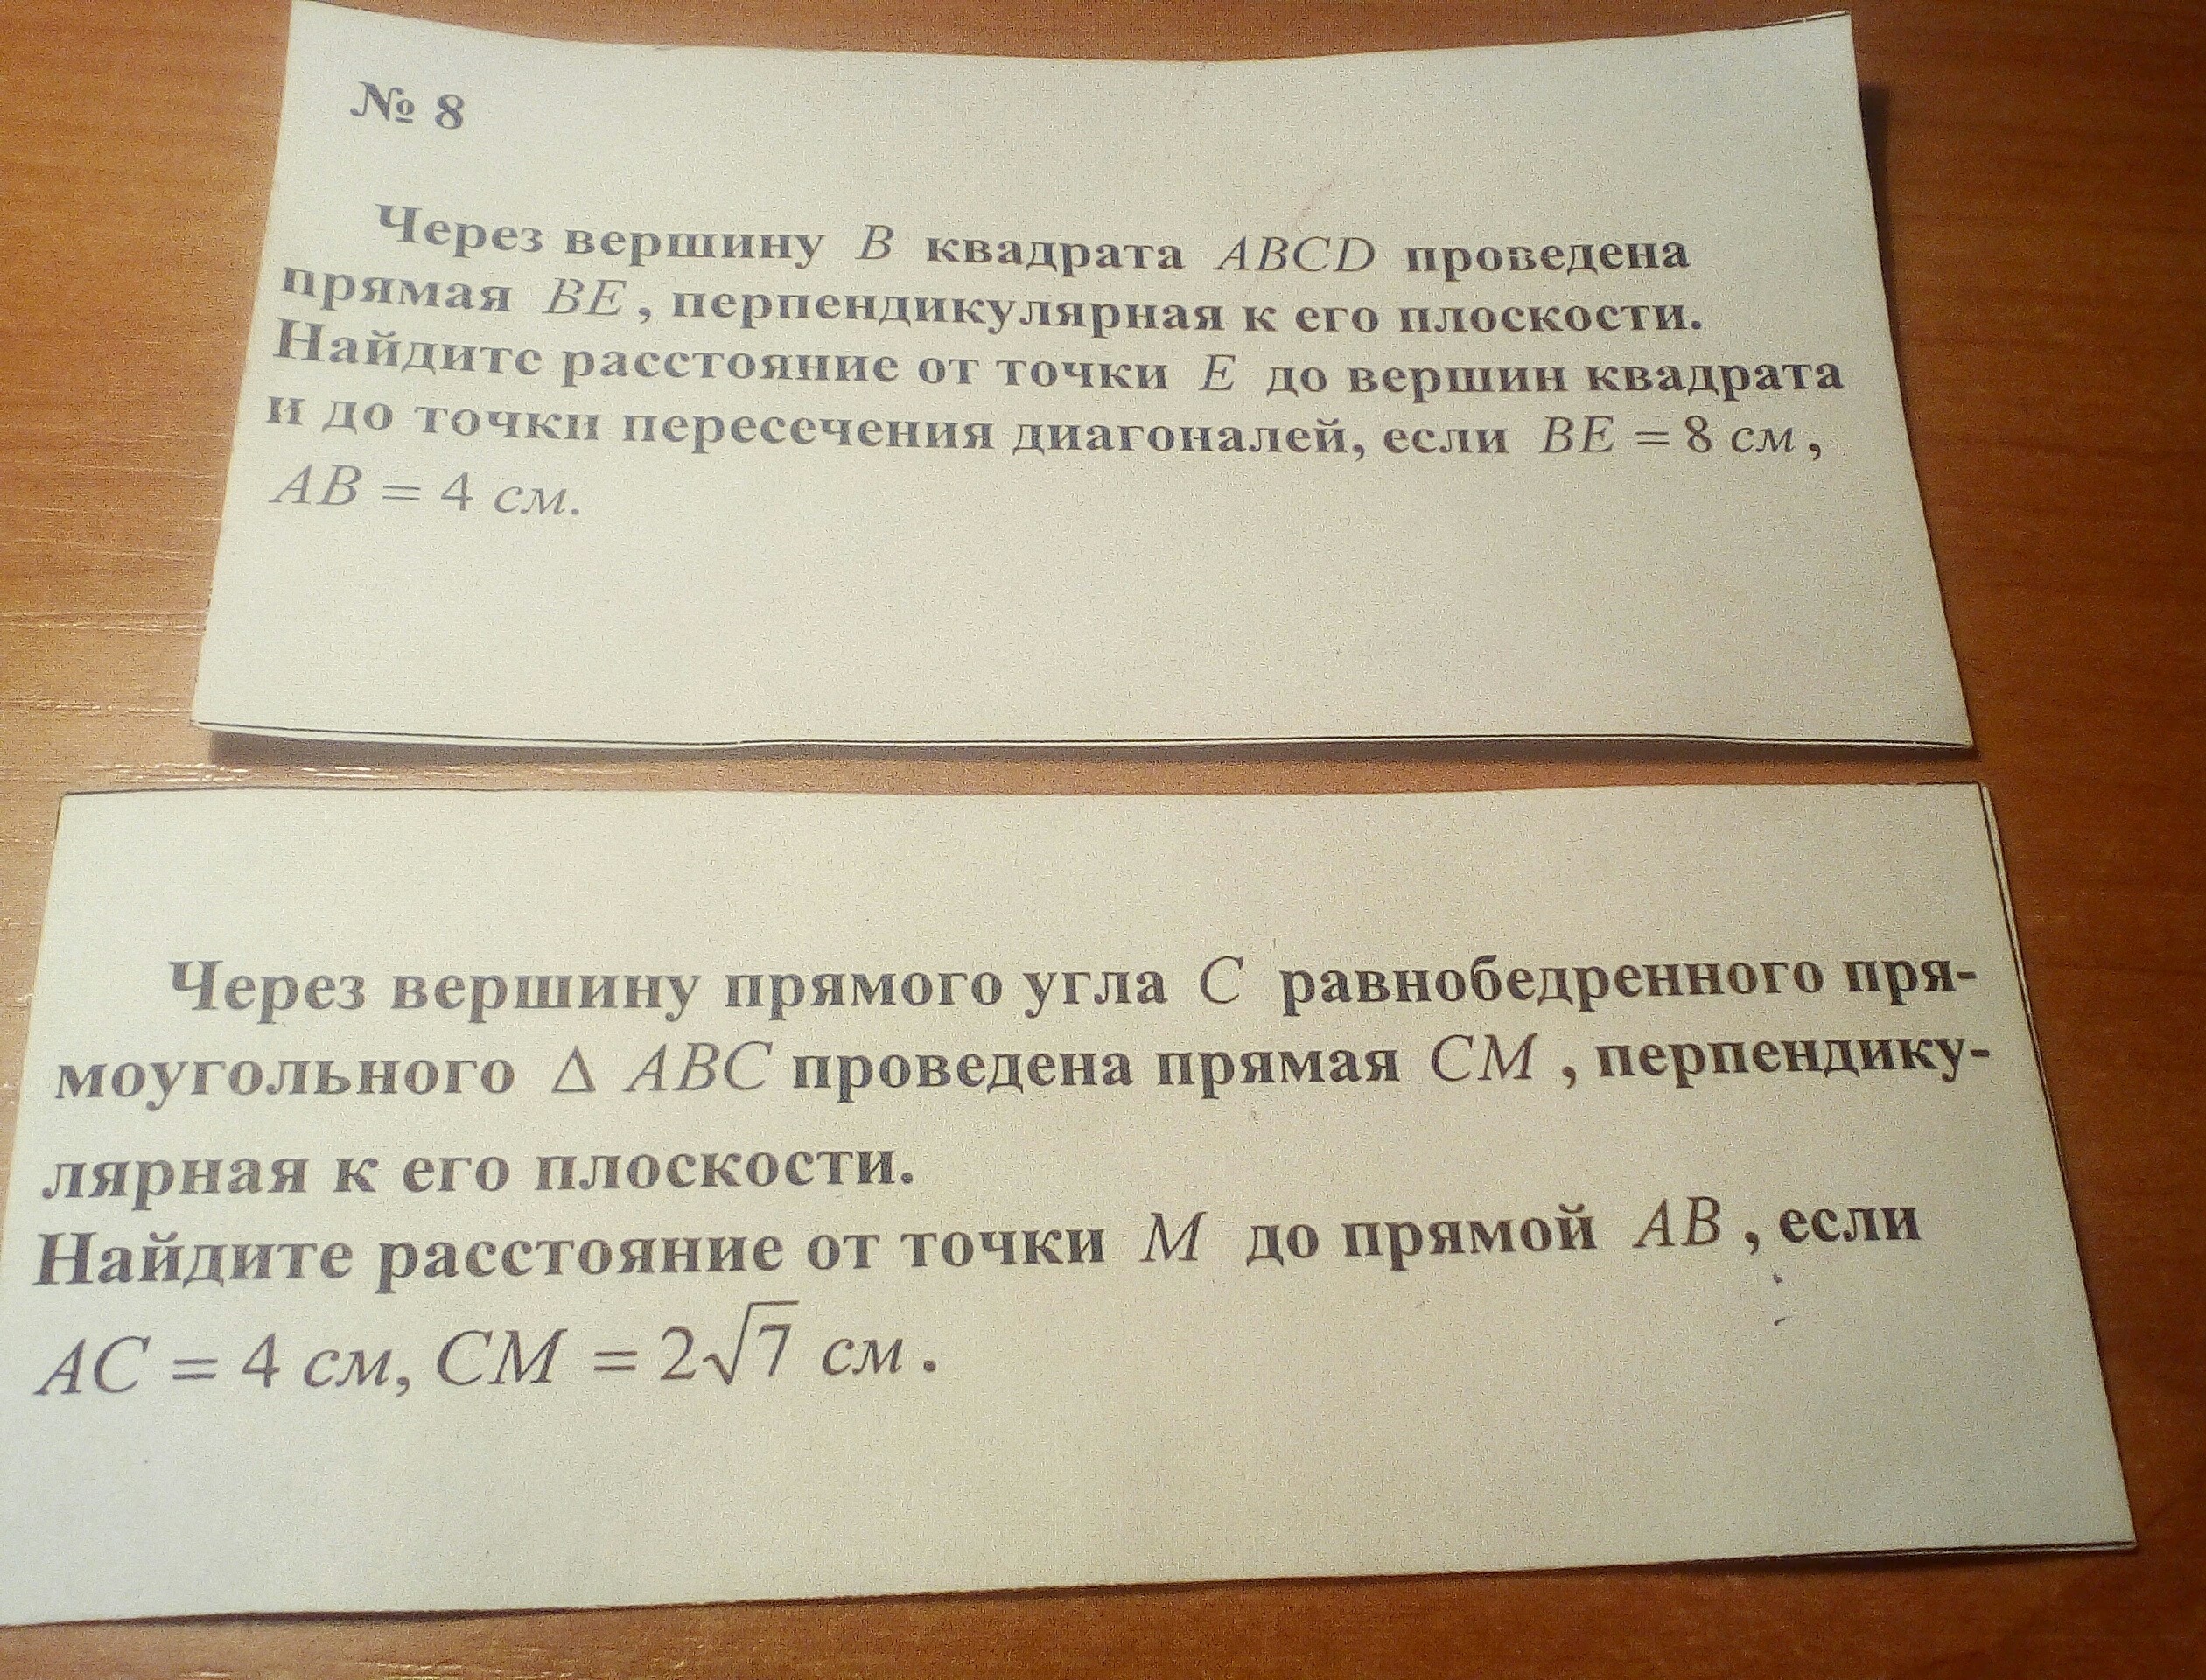 № 8
Через вершину B квадрата ABCD проведена
прямая BE, перпендикулярная к его плоскости.
Найдите расстояние от точки E до вершин квадрата
и до точки пересечения диагоналей, если BE = 8 см,
AB = 4 см.
Через вершину прямого угла C равнобедренного пря-
моугольного Δ ABC проведена прямая CM, перпендику-
лярная к его плоскости.
Найдите расстояние от точки M до прямой AB, если
AC = 4 см, CM = 2√7 см.